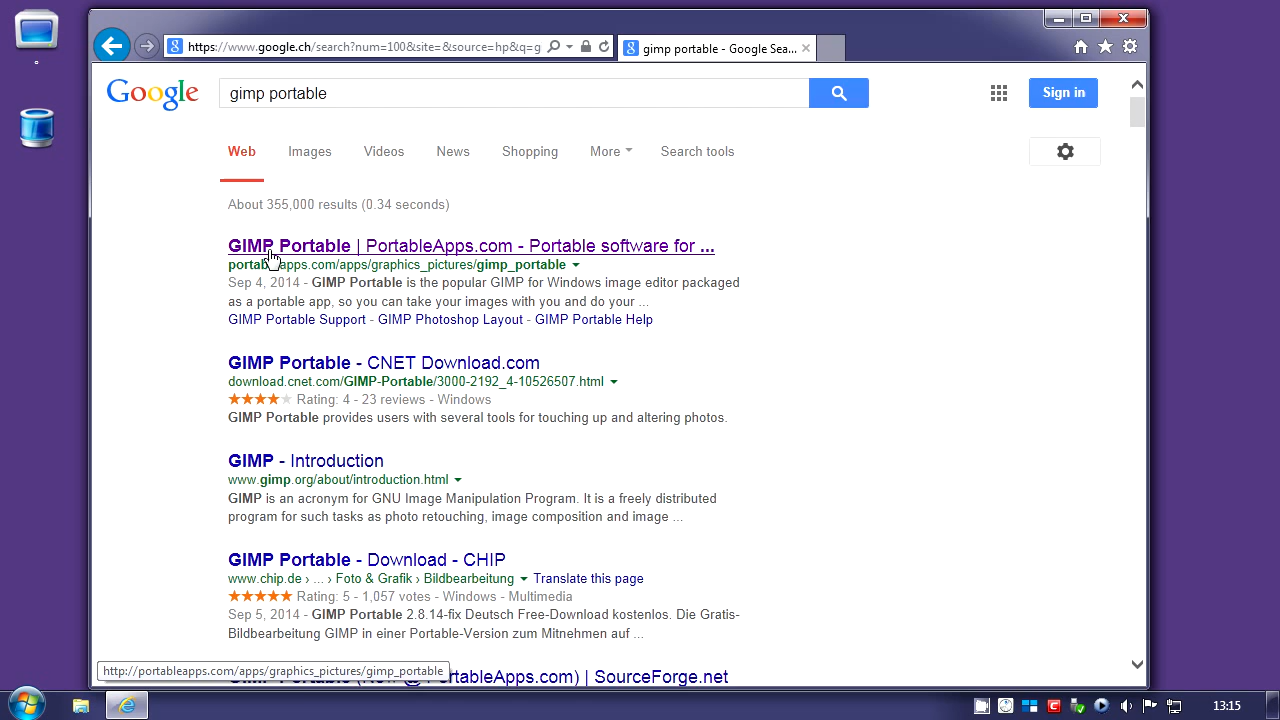 https://www.google.ch/search?num=100&site=&source=hp&q=g
gimp portable - Google Sea...
Google
gimp portable
Sign in
Web
Images
Videos
News
Shopping
More
Search tools
About 355,000 results (0.34 seconds)
GIMP Portable | PortableApps.com - Portable software for ...
portableapps.com/apps/graphics_pictures/gimp_portable
Sep 4, 2014 - GIMP Portable is the popular GIMP for Windows image editor packaged
as a portable app, so you can take your images with you and do your ...
GIMP Portable Support - GIMP Photoshop Layout - GIMP Portable Help
GIMP Portable - CNET Download.com
download.cnet.com/GIMP-Portable/3000-2192_4-10526507.html
Rating: 4 - 23 reviews - Windows
GIMP Portable provides users with several tools for touching up and altering photos.
GIMP - Introduction
www.gimp.org/about/introduction.html
GIMP is an acronym for GNU Image Manipulation Program. It is a freely distributed
program for such tasks as photo retouching, image composition and image ...
GIMP Portable - Download - CHIP
www.chip.de › ... › Foto & Grafik › Bildbearbeitung Translate this page
Rating: 5 - 1,057 votes - Windows - Multimedia
Sep 5, 2014 - GIMP Portable 2.8.14-fix Deutsch Free-Download kostenlos. Die Gratis-
Bildbearbeitung GIMP in einer Portable-Version zum Mitnehmen auf ...
http://portableapps.com/apps/graphics_pictures/gimp_portable
GIMP Portable (Now @ PortableApps.com) | SourceForge.net
13:15